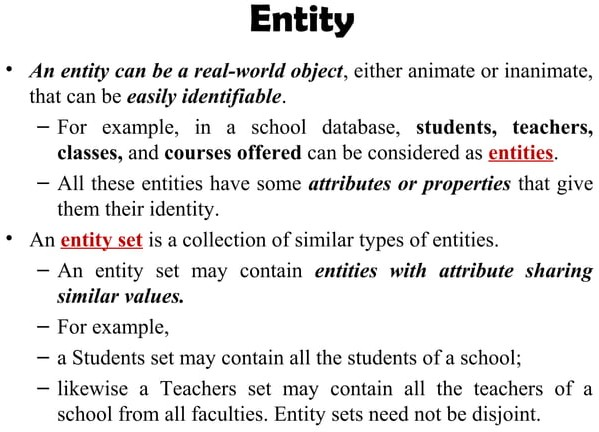 Entity
• An entity can be a real-world object, either animate or inanimate,
that can be easily identifiable.
– For example, in a school database, students, teachers,
classes, and courses offered can be considered as entities.
– All these entities have some attributes or properties that give
them their identity.
• An entity set is a collection of similar types of entities.
– An entity set may contain entities with attribute sharing
similar values.
– For example,
– a Students set may contain all the students of a school;
– likewise a Teachers set may contain all the teachers of a
school from all faculties. Entity sets need not be disjoint.